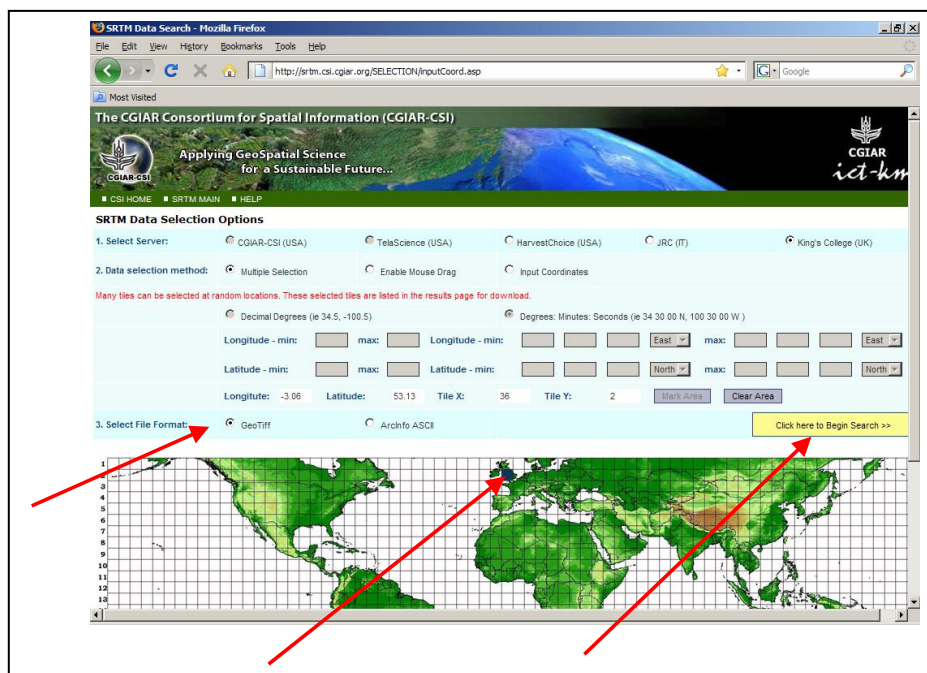 SRTM Data Search - Mozilla Firefox
File Edit View History Bookmarks Tools Help
http://srtm.csi.cgiar.org/SELECTION/inputCoord.asp
Google
Most Visited
The CGIAR Consortium for Spatial Information (CGIAR-CSI)
Applying GeoSpatial Science
for a Sustainable Future...
CGIAR-CSI
CGIAR
ict-km
CSI HOME SRTM MAIN HELP
SRTM Data Selection Options
1. Select Server: CGIAR-CSI (USA) TelaScience (USA) HarvestChoice (USA) JRC (IT) King's College (UK)
2. Data selection method: Multiple Selection Enable Mouse Drag Input Coordinates
Many tiles can be selected at random locations. These selected tiles are listed in the results page for download.
Decimal Degrees (ie 34.5, -100.5) Degrees: Minutes: Seconds (ie 34 30 00 N, 100 30 00 W )
Longitude - min: max: Longitude - min: East max: East
Latitude - min: max: Latitude - min: North max: North
Longitute: -3.06 Latitude: 53.13 Tile X: 36 Tile Y: 2 Mark Area Clear Area
3. Select File Format: GeoTiff ArcInfo ASCII Click here to Begin Search >>
1
2
3
4
5
6
7
8
9
10
11
12
13